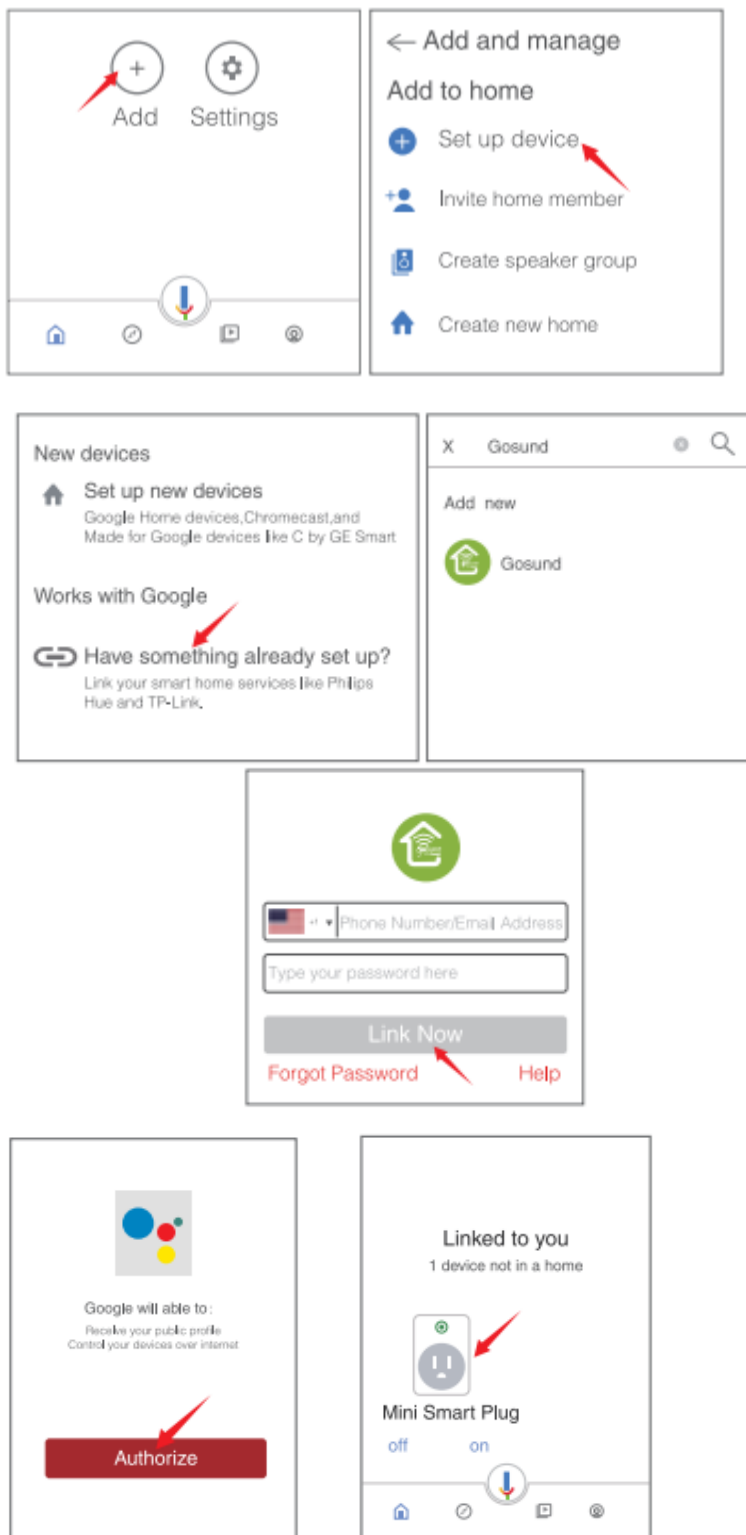 Add Settings
← Add and manage
Add to home
Set up device
Invite home member
Create speaker group
Create new home
New devices
Set up new devices
Google Home devices,Chromecast,and
Made for Google devices like C by GE Smart
Works with Google
Have something already set up?
Link your smart home services like Philips
Hue and TP-Link.
X Gosund
Add new
Gosund
+1 Phone Number/Email Address
Type your password here
Link Now
Forgot Password Help
Google will able to :
Receive your public profile
Control your devices over internet
Authorize
Linked to you
1 device not in a home
Mini Smart Plug
off on